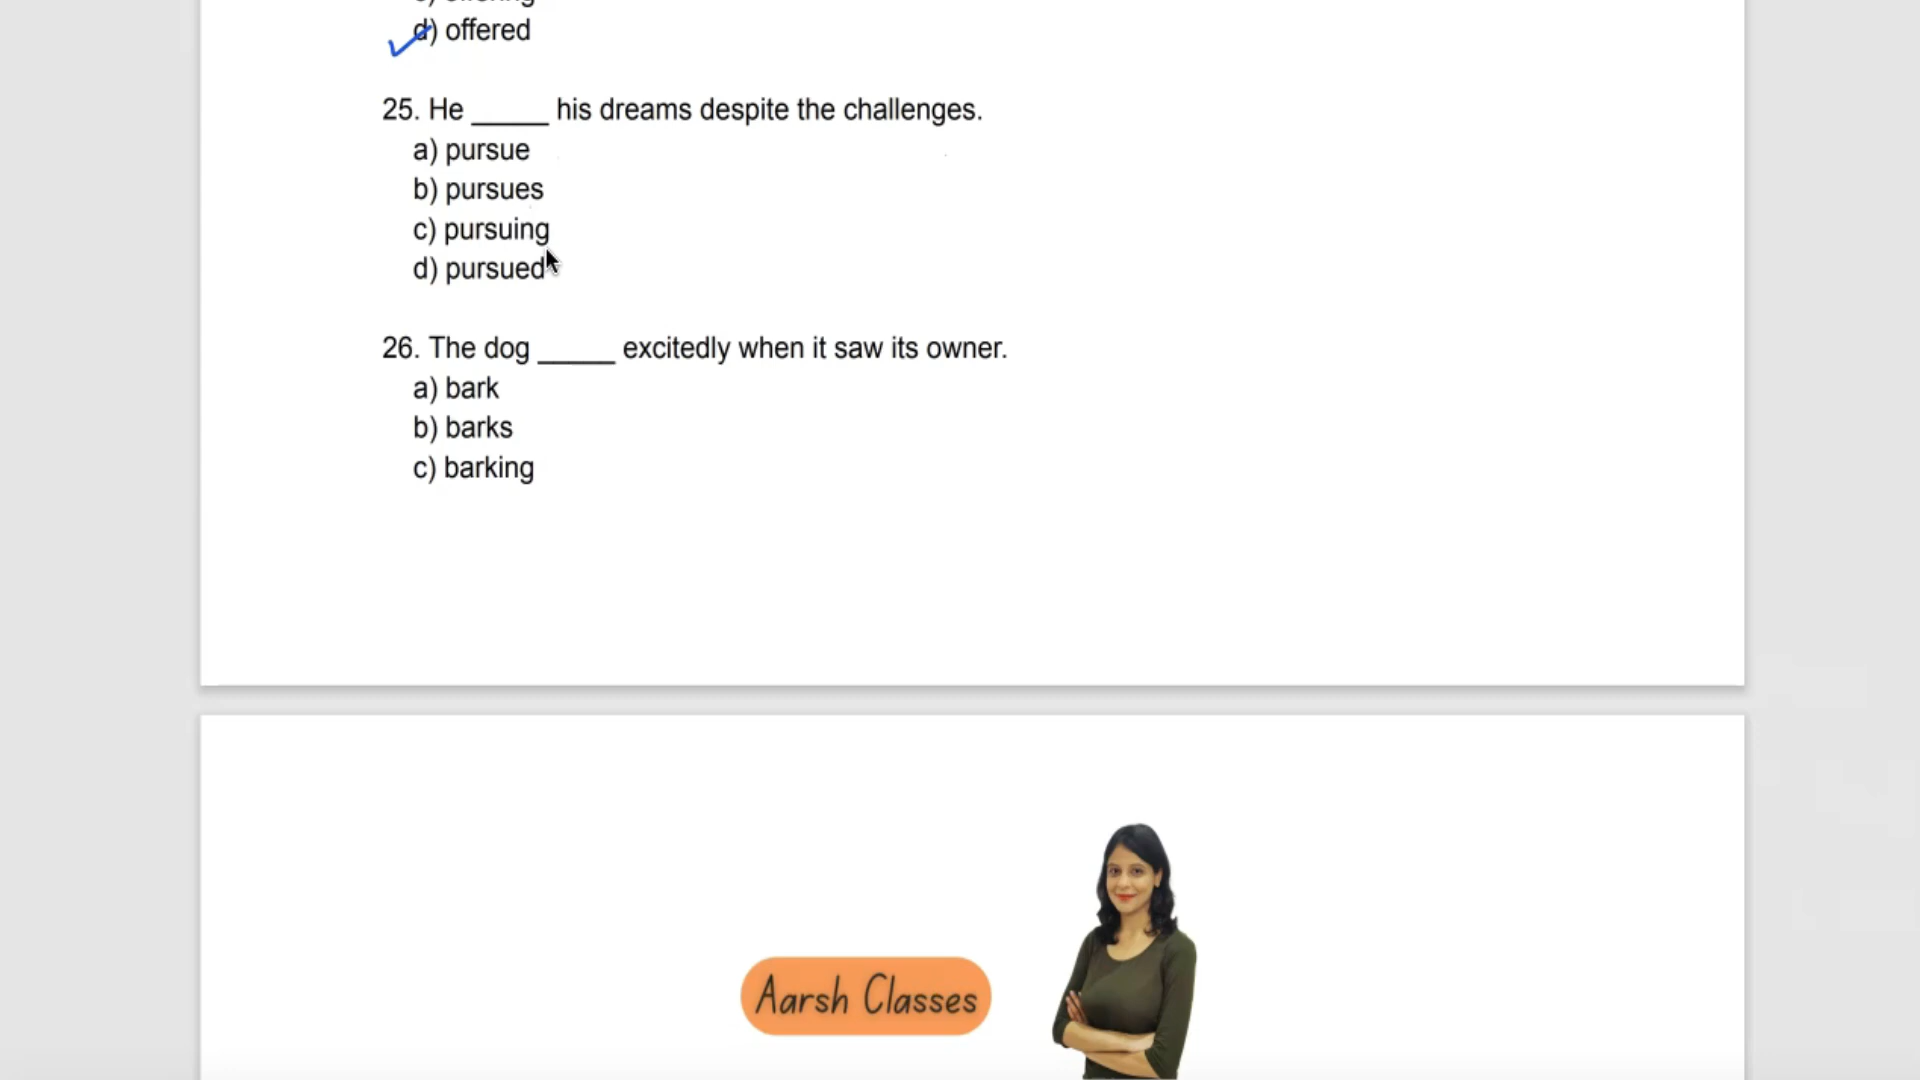 d) offered
25. He _____ his dreams despite the challenges.
a) pursue
b) pursues
c) pursuing
d) pursued
26. The dog _____ excitedly when it saw its owner.
a) bark
b) barks
c) barking
Aarsh Classes